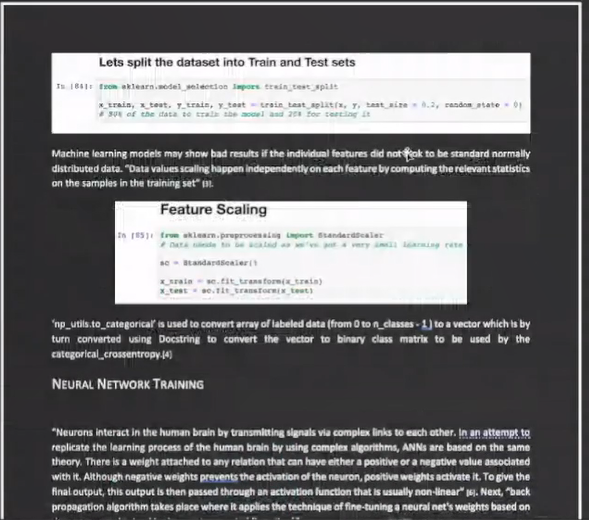 Lets split the dataset into Train and Test sets
In [84]: from sklearn.model_selection import train_test_split
x_train, x_test, y_train, y_test = train_test_split(x, y, test_size = 0.2, random_state = 0)
# 80% of the data to train the model and 20% for testing it
Machine learning models may show bad results if the individual features did not look to be standard normally
distributed data. "Data values scaling happen independently on each feature by computing the relevant statistics
on the samples in the training set" [3].
Feature Scaling
In [85]: from sklearn.preprocessing import StandardScaler
# Data needs to be scaled as we've got a very small learning rate
sc = StandardScaler()
x_train = sc.fit_transform(x_train)
x_test = sc.fit_transform(x_test)
'np_utils.to_categorical' is used to convert array of labeled data (from 0 to n_classes - 1 ) to a vector which is by
turn converted using Docstring to convert the vector to binary class matrix to be used by the
categorical_crossentropy.[4]
NEURAL NETWORK TRAINING
"Neurons interact in the human brain by transmitting signals via complex links to each other. In an attempt to
replicate the learning process of the human brain by using complex algorithms, ANNs are based on the same
theory. There is a weight attached to any relation that can have either a positive or a negative value associated
with it. Although negative weights prevents the activation of the neuron, positive weights activate it. To give the
final output, this output is then passed through an activation function that is usually non-linear" [6]. Next, "back
propagation algorithm takes place where it applies the technique of fine-tuning a neural net's weights based on